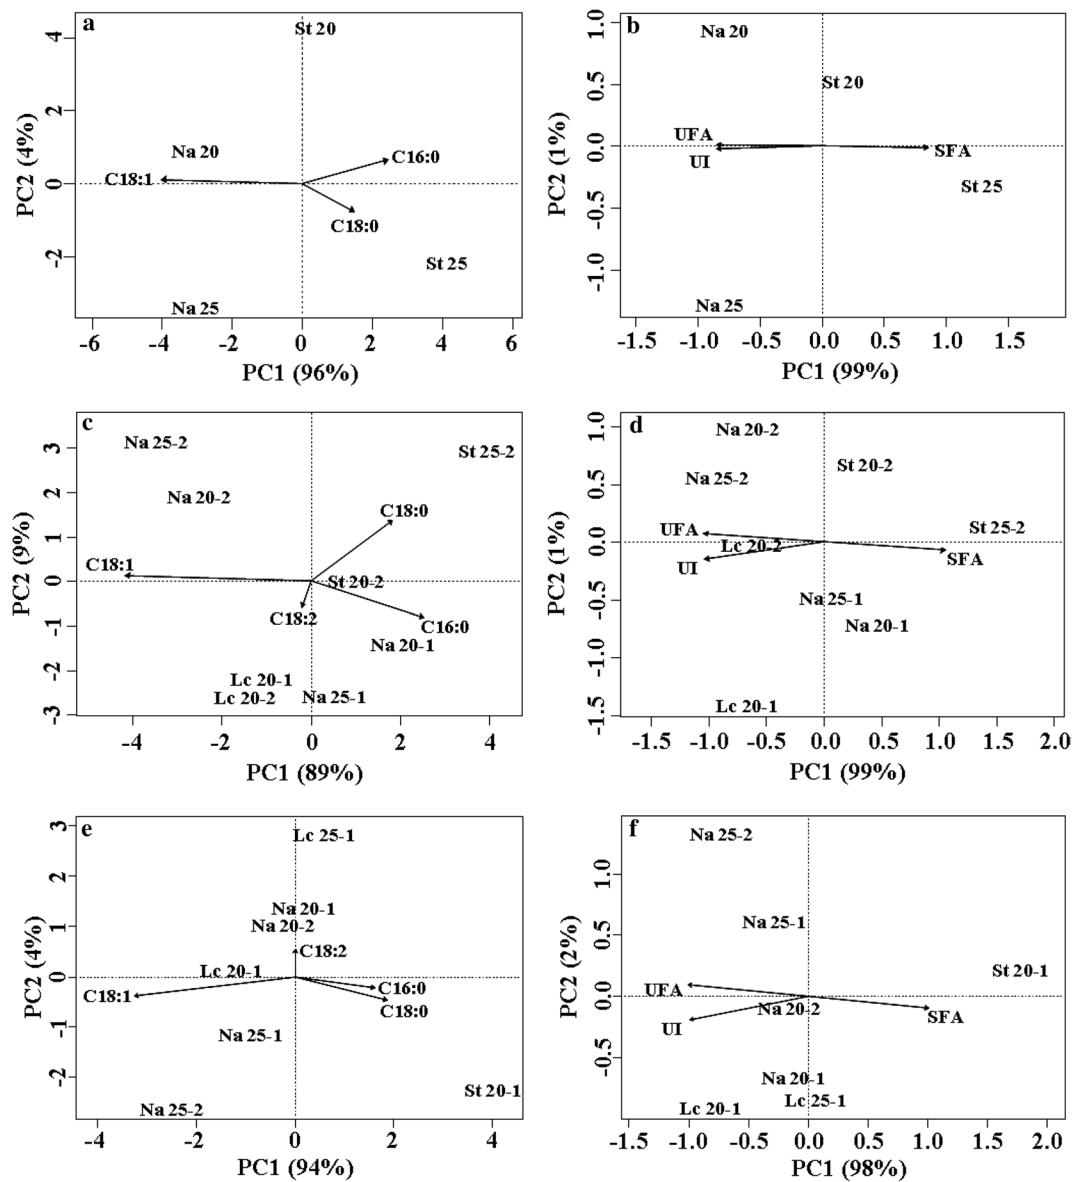 a
St 20
4
2
0
-2
PC2 (4%)
Na 20
C16:0
C18:1
C18:0
St 25
Na 25
-6 -4 -2 0 2 4 6
PC1 (96%)
b
Na 20
1.0
0.5
0.0
-0.5
-1.0
PC2 (1%)
St 20
UFA
SFA
UI
St 25
Na 25
-1.5 -1.0 -0.5 0.0 0.5 1.0 1.5
PC1 (99%)
c
Na 25-2
St 25-2
3
2
1
0
-1
-2
-3
PC2 (9%)
Na 20-2
C18:0
C18:1
St 20-2
C18:2
C16:0
Na 20-1
Lc 20-1
Lc 20-2
Na 25-1
-4 -2 0 2 4
PC1 (89%)
d
Na 20-2
1.0
0.5
0.0
-0.5
-1.0
-1.5
PC2 (1%)
St 20-2
Na 25-2
UFA
St 25-2
Lc 20-2
SFA
UI
Na 25-1
Na 20-1
Lc 20-1
-1.5 -1.0 -0.5 0.0 0.5 1.0 1.5 2.0
PC1 (99%)
e
Lc 25-1
3
2
1
0
-1
-2
PC2 (4%)
Na 20-1
Na 20-2
C18:2
Lc 20-1
C16:0
C18:1
C18:0
Na 25-1
St 20-1
Na 25-2
-4 -2 0 2 4
PC1 (94%)
f
Na 25-2
1.0
0.5
0.0
-0.5
PC2 (2%)
Na 25-1
St 20-1
UFA
Na 20-2
SFA
UI
Na 20-1
Lc 25-1
Lc 20-1
-1.5 -1.0 -0.5 0.0 0.5 1.0 1.5 2.0
PC1 (98%)